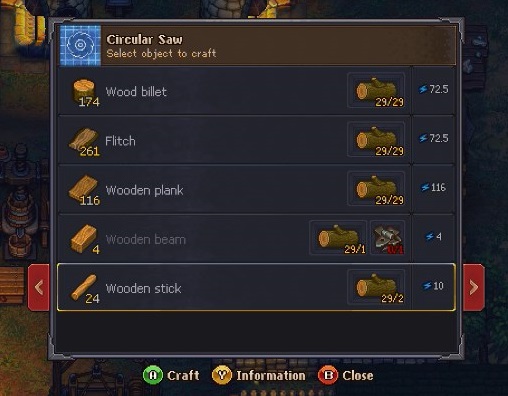 Circular Saw
Select object to craft
174 Wood billet 29/29 72.5
261 Flitch 29/29 72.5
116 Wooden plank 29/29 116
4 Wooden beam 29/1 0/1 4
24 Wooden stick 29/2 10
A Craft Y Information B Close